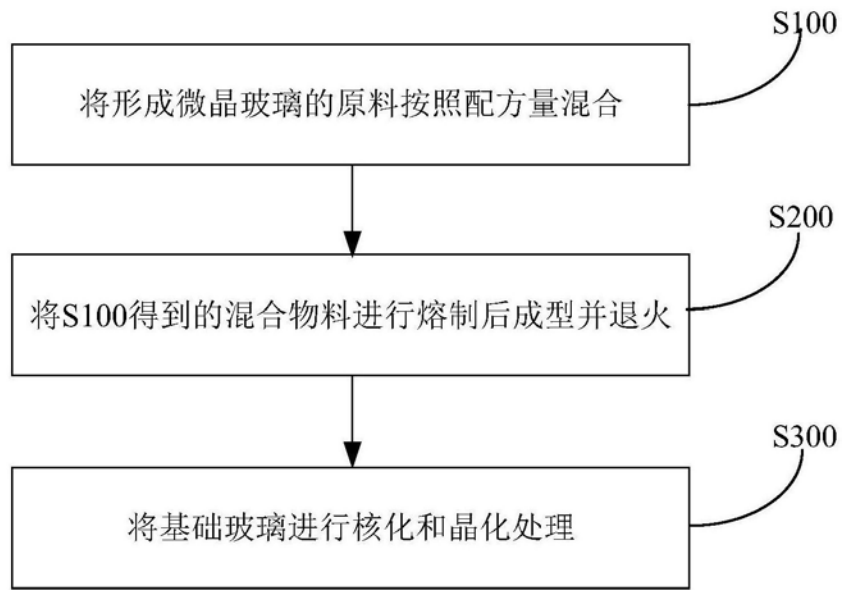 S100
将形成微晶玻璃的原料按照配方量混合
S200
将S100得到的混合物料进行熔制后成型并退火
S300
将基础玻璃进行核化和晶化处理